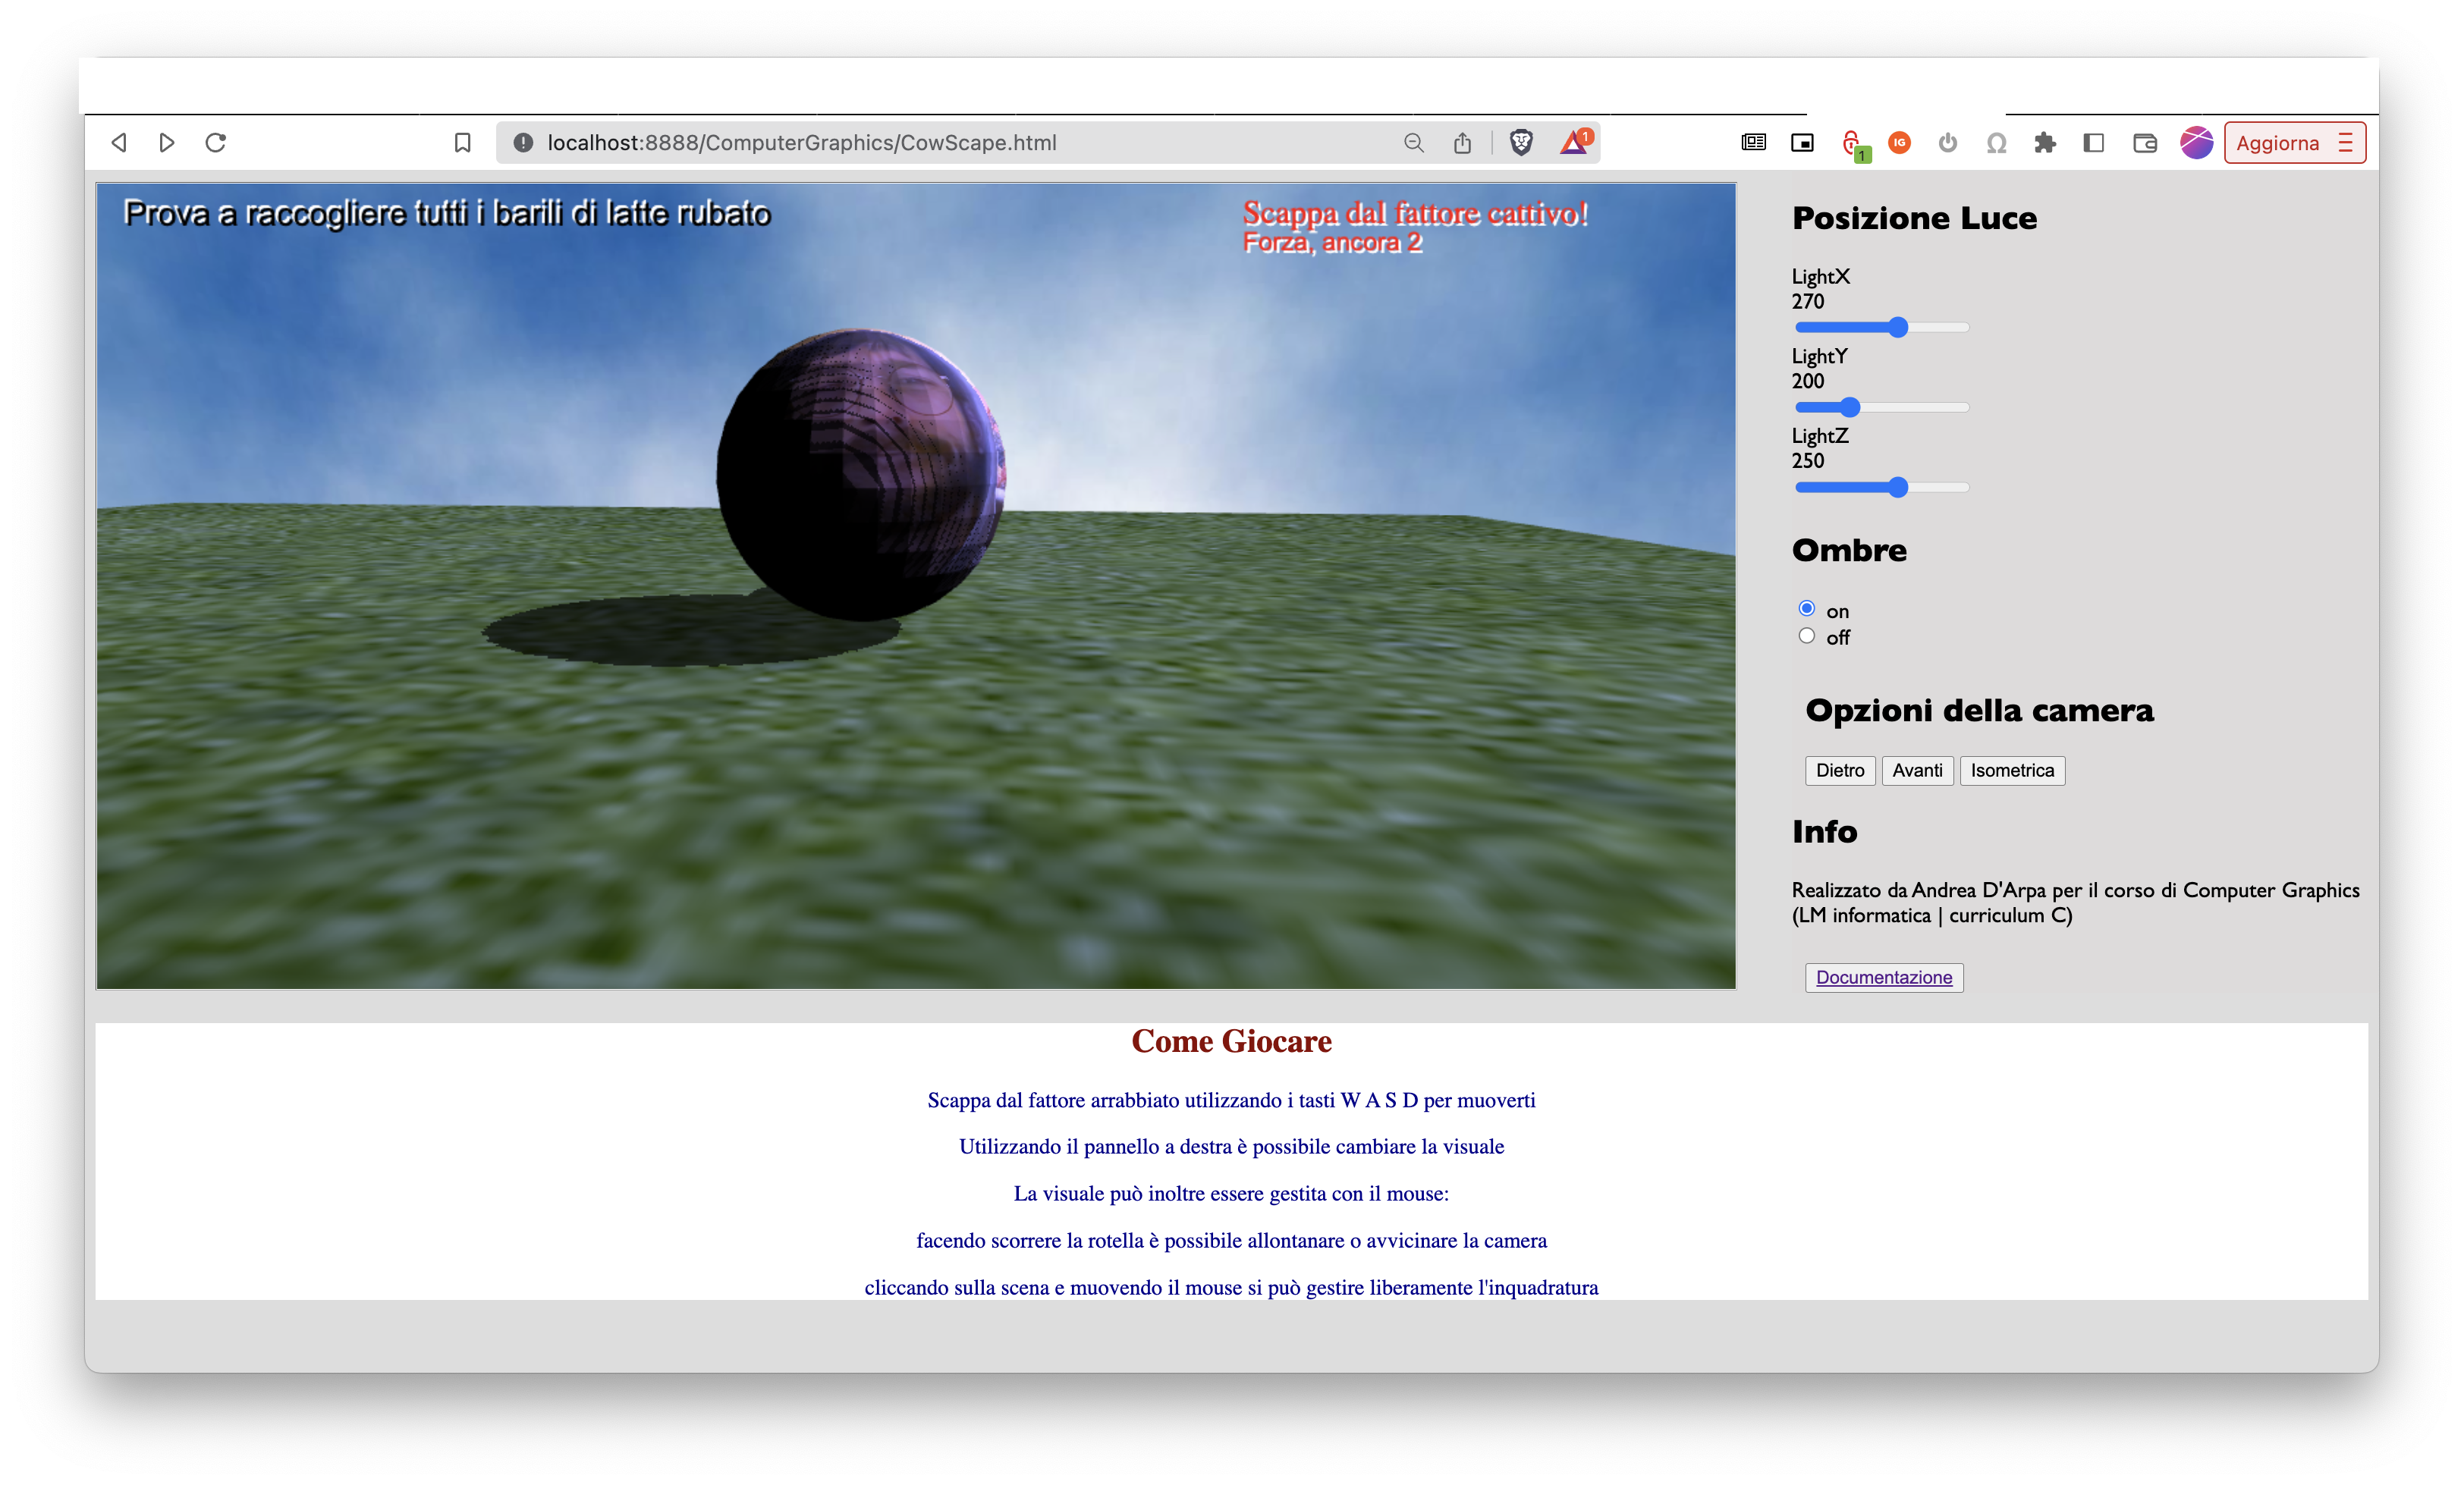 localhost:8888/ComputerGraphics/CowScape.html
1
1
IG
Aggiorna
Prova a raccogliere tutti i barili di latte rubato
Scappa dal fattore cattivo!
Forza, ancora 2
Posizione Luce
LightX
270
LightY
200
LightZ
250
Ombre
on
off
Opzioni della camera
Dietro Avanti Isometrica
Info
Realizzato da Andrea D'Arpa per il corso di Computer Graphics
(LM informatica | curriculum C)
Documentazione
Come Giocare
Scappa dal fattore arrabbiato utilizzando i tasti W A S D per muoverti
Utilizzando il pannello a destra è possibile cambiare la visuale
La visuale può inoltre essere gestita con il mouse:
facendo scorrere la rotella è possibile allontanare o avvicinare la camera
cliccando sulla scena e muovendo il mouse si può gestire liberamente l'inquadratura